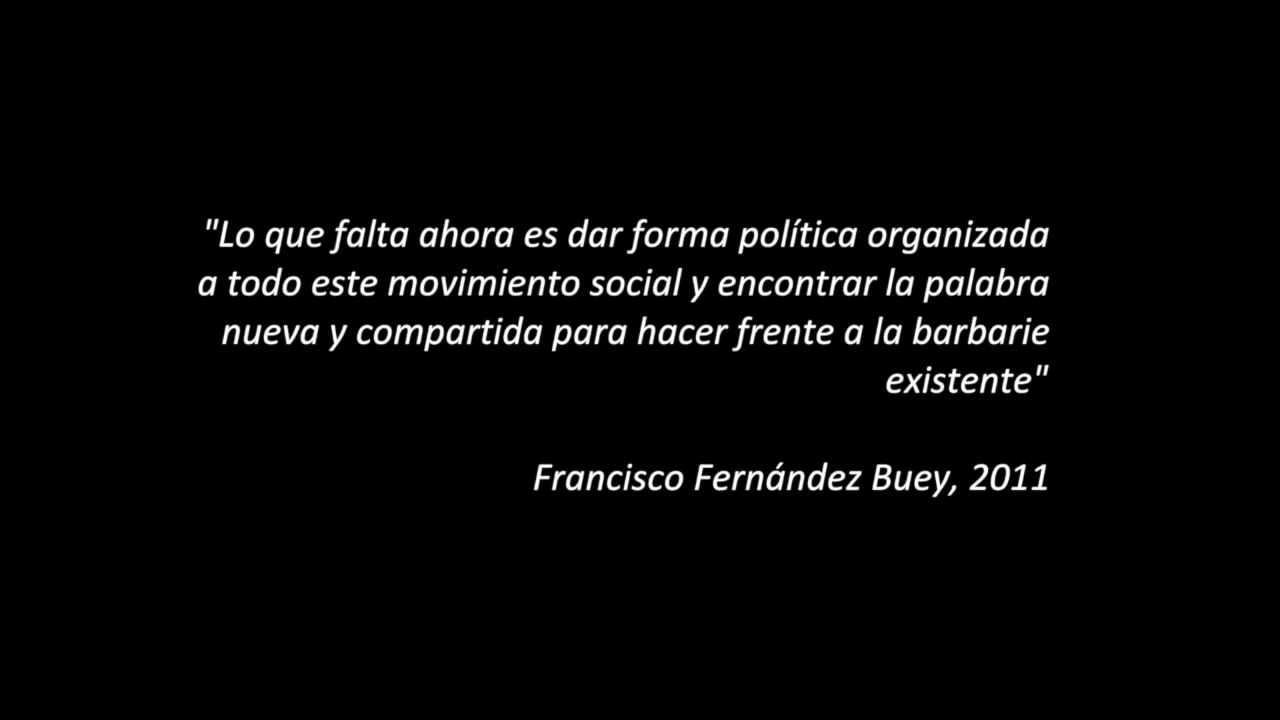 "Lo que falta ahora es dar forma política organizada
a todo este movimiento social y encontrar la palabra
nueva y compartida para hacer frente a la barbarie
existente"
Francisco Fernández Buey, 2011